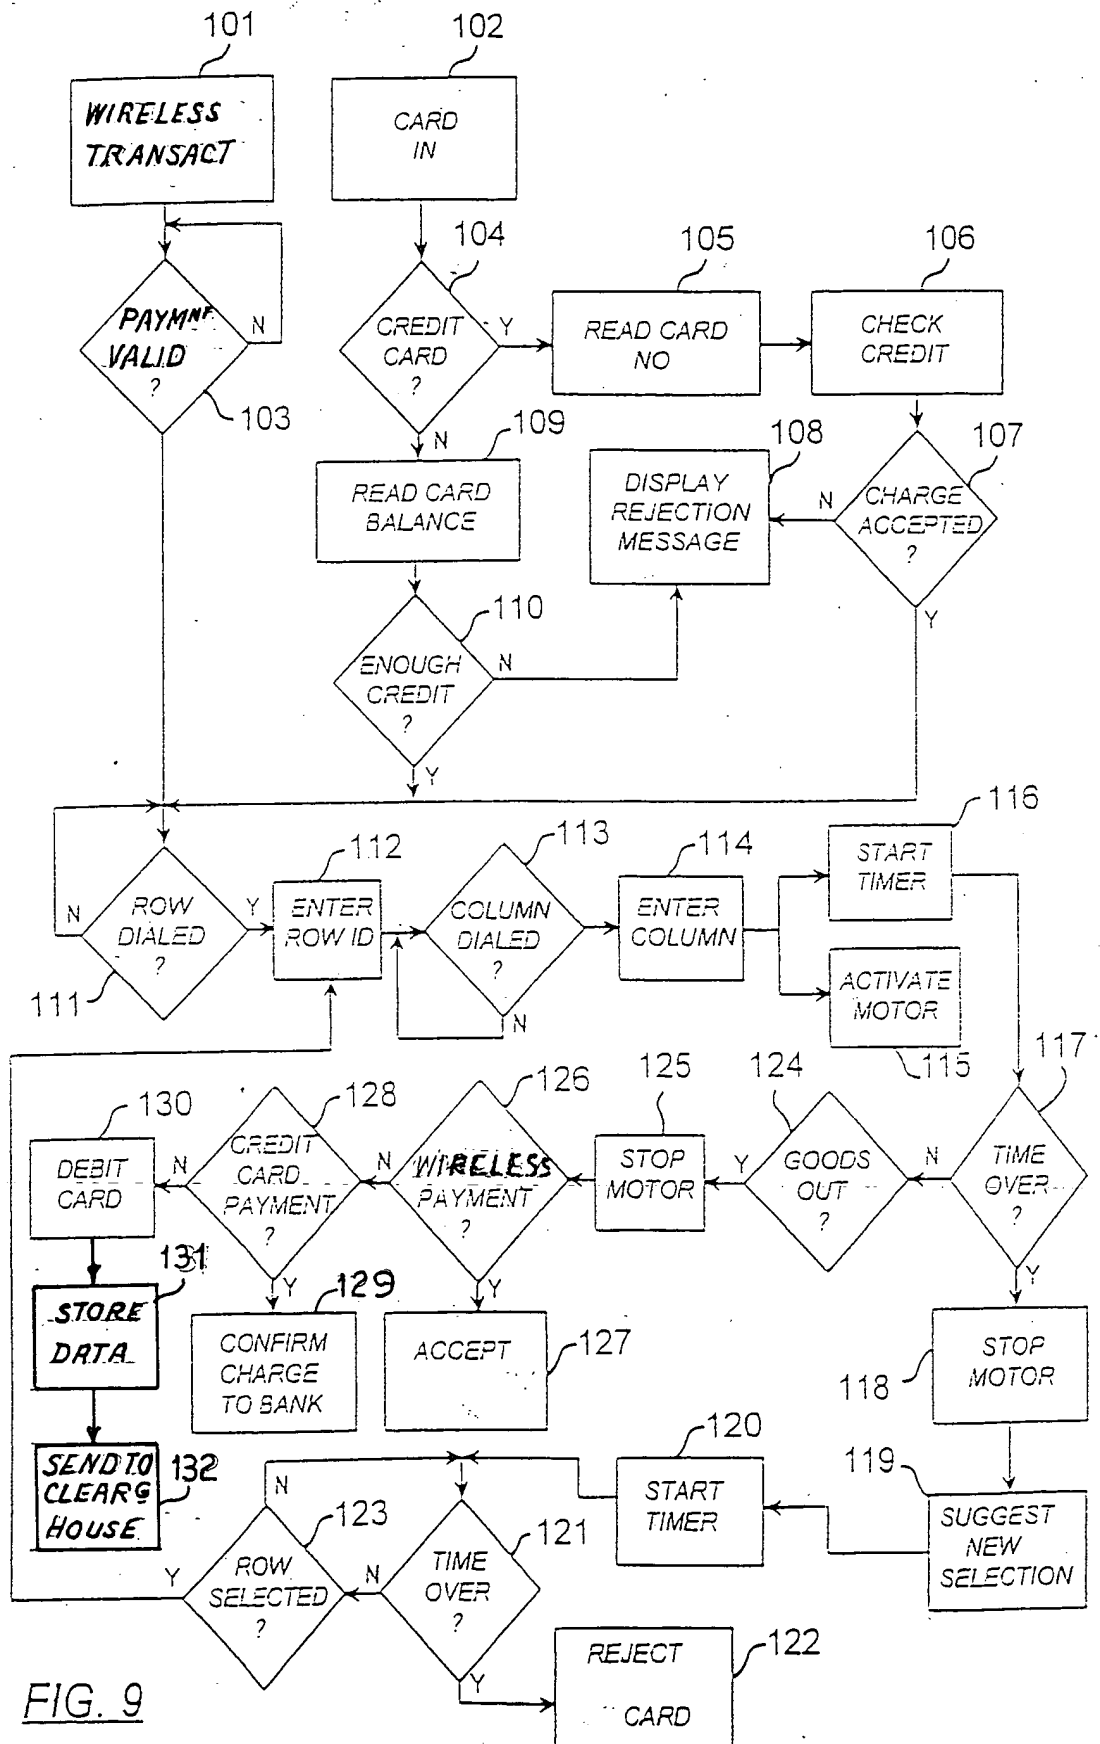 101
102
WIRELESS
TRANSACT
CARD
IN
104
105
106
PAYMNT
VALID
?
N
103
CREDIT
CARD
?
Y
N
READ CARD
NO
CHECK
CREDIT
109
108
107
READ CARD
BALANCE
DISPLAY
REJECTION
MESSAGE
N
CHARGE
ACCEPTED
?
Y
110
ENOUGH
CREDIT
?
N
Y
116
112
113
114
START
TIMER
N
ROW
DIALED
?
Y
ENTER
ROW ID
COLUMN
DIALED
?
N
ENTER
COLUMN
ACTIVATE
MOTOR
111
115
117
130
128
126
125
124
DEBIT
CARD
N
CREDIT
CARD
PAYMENT
?
Y
N
WIRELESS
PAYMENT
?
Y
STOP
MOTOR
Y
GOODS
OUT
?
N
TIME
OVER
?
Y
131
STORE
DATA
129
CONFIRM
CHARGE
TO BANK
ACCEPT
127
STOP
MOTOR
118
SEND TO
CLEARG
HOUSE
132
120
119
N
123
START
TIMER
SUGGEST
NEW
SELECTION
Y
ROW
SELECTED
?
N
TIME
OVER
?
121
Y
REJECT
CARD
122
FIG. 9